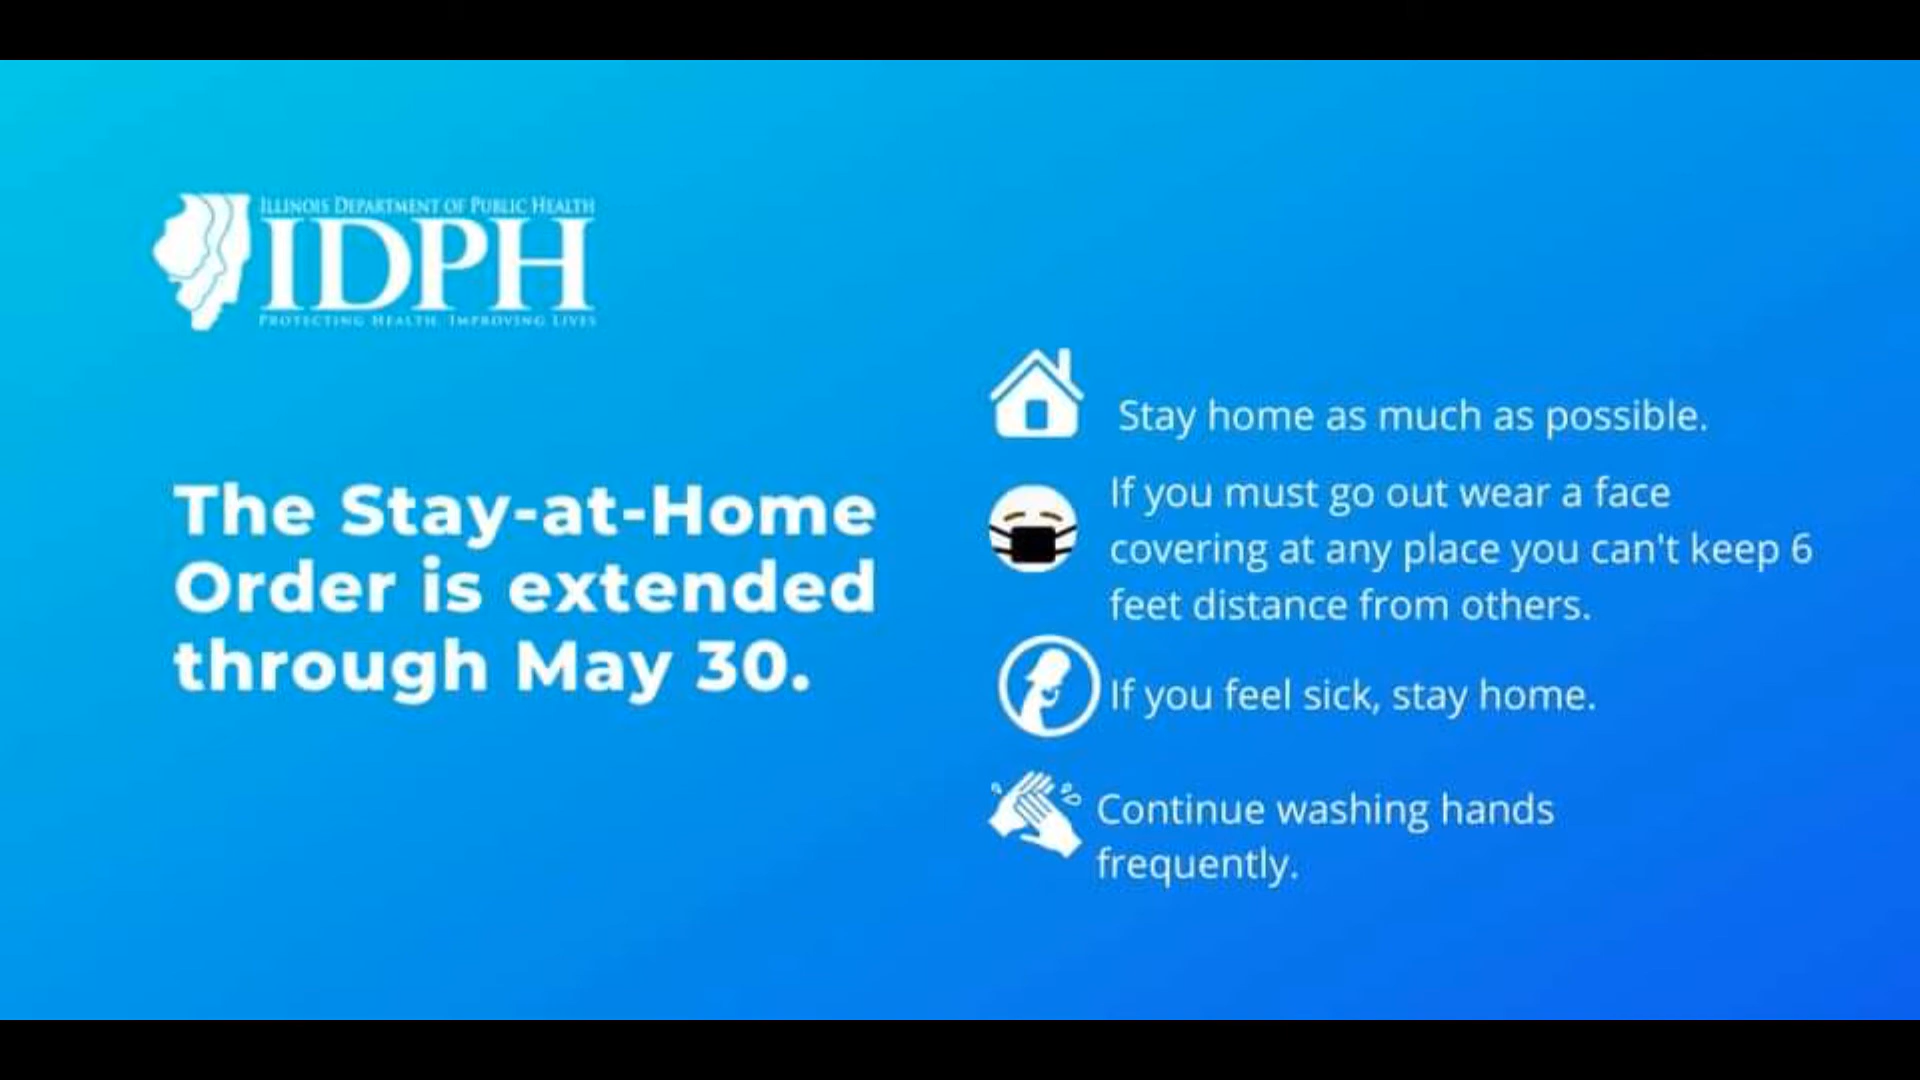 ILLINOIS DEPARTMENT OF PUBLIC HEALTH
IDPH
PROTECTING HEALTH, IMPROVING LIVES
The Stay-at-Home
Order is extended
through May 30.
Stay home as much as possible.
If you must go out wear a face
covering at any place you can't keep 6
feet distance from others.
If you feel sick, stay home.
Continue washing hands
frequently.